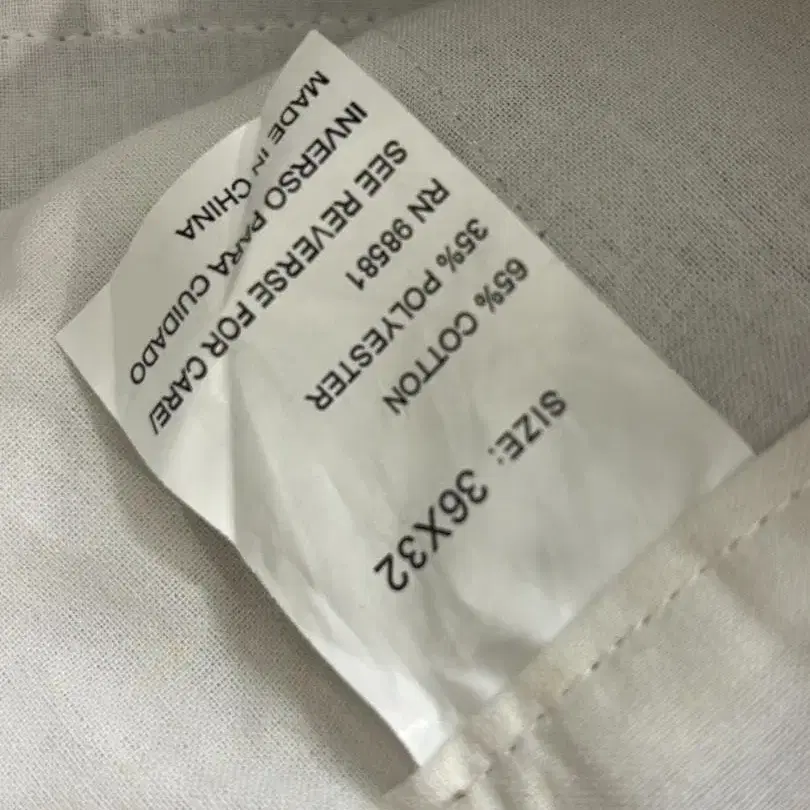 SIZE: 36X32
65% COTTON
35% POLYESTER
RN 98581
SEE REVERSE FOR CARE/
INVERSO PARA CUIDADO
MADE IN CHINA